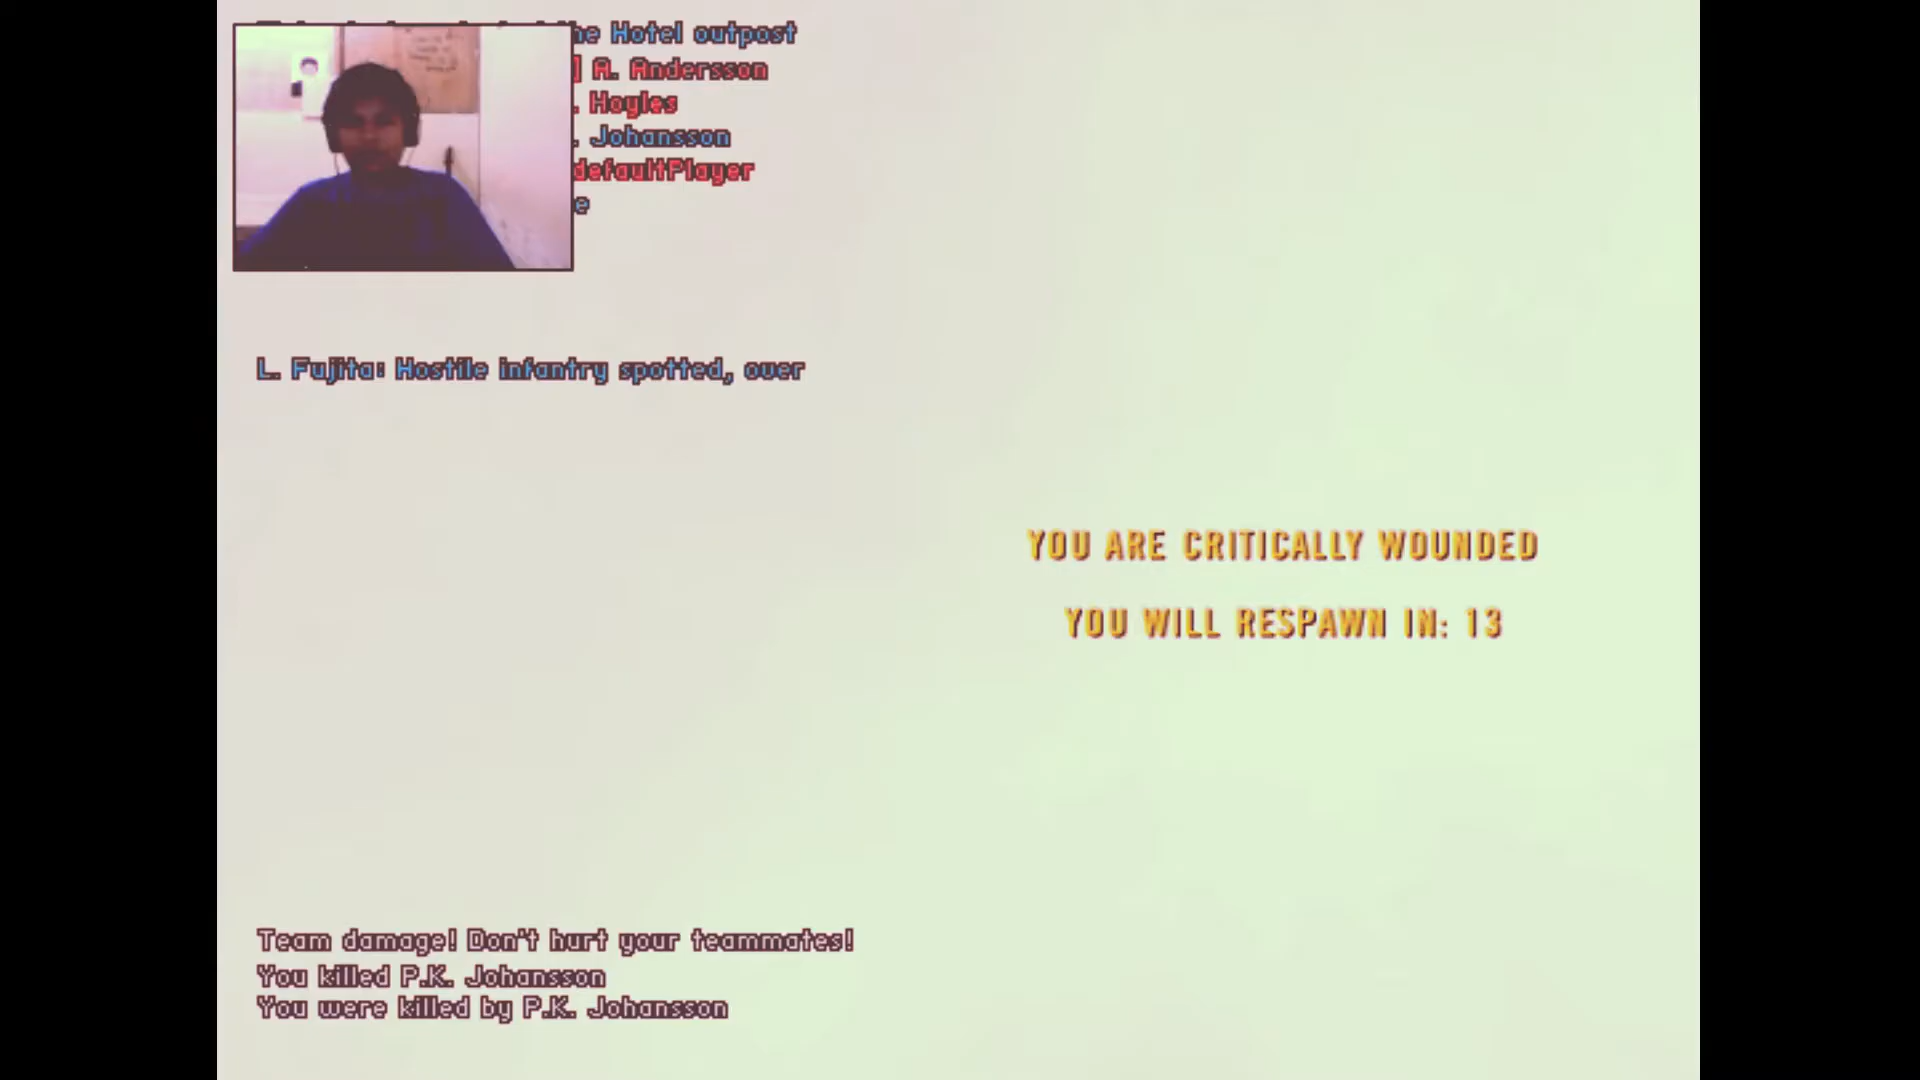 he Hotel outpost
] A. Andersson
. Hoyles
. Johansson
defaultPlayer
e
L. Fujita: Hostile infantry spotted, over
YOU ARE CRITICALLY WOUNDED
YOU WILL RESPAWN IN: 13
Team damage! Don't hurt your teammates!
You killed P.K. Johansson
You were killed by P.K. Johansson